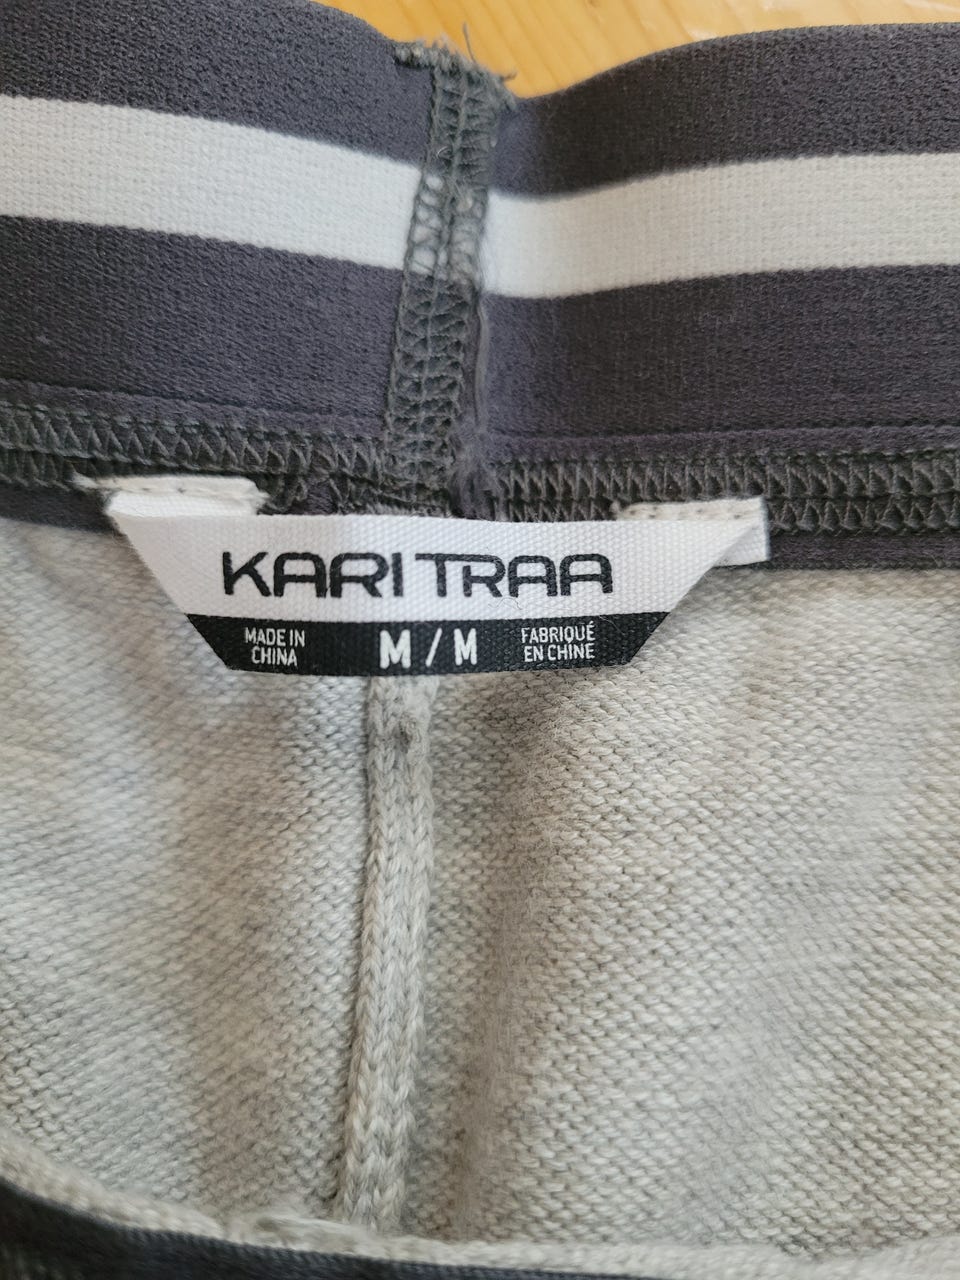 KARI TRAA
MADE IN
CHINA
M / M
FABRIQUÉ
EN CHINE